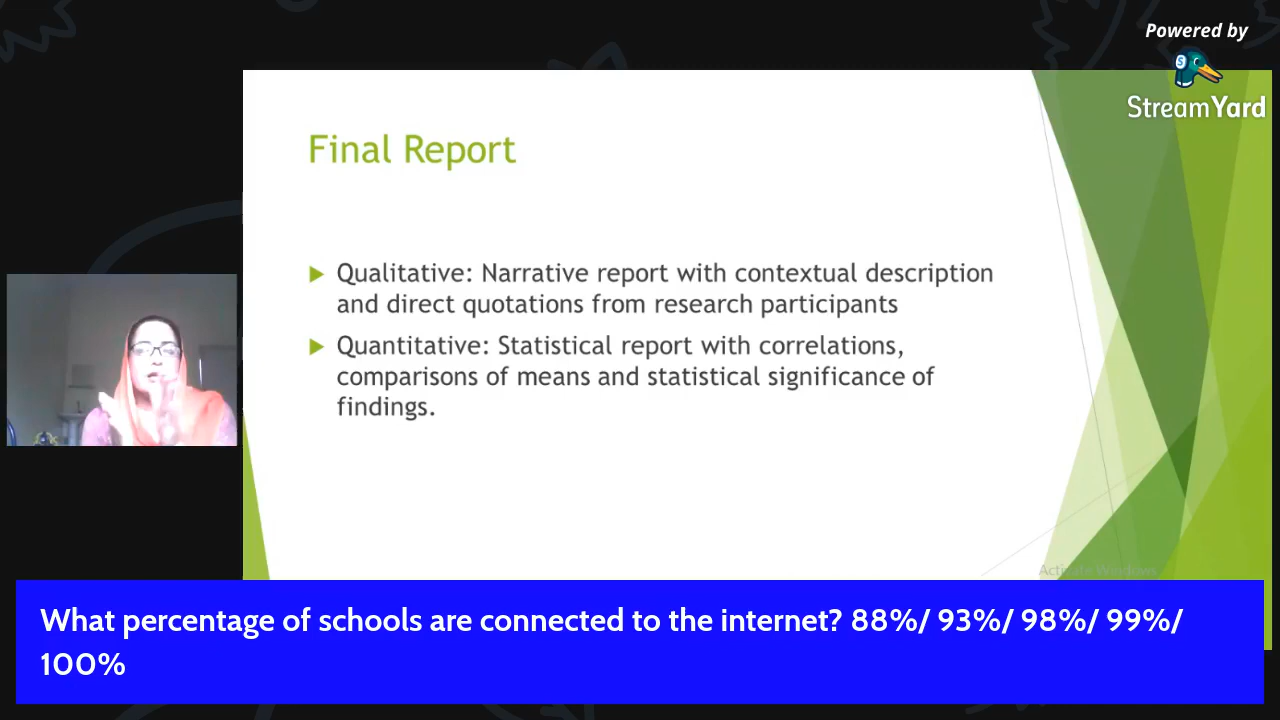 Powered by
StreamYard
Final Report
Qualitative: Narrative report with contextual description
and direct quotations from research participants
Quantitative: Statistical report with correlations,
comparisons of means and statistical significance of
findings.
Activate Windows
What percentage of schools are connected to the internet? 88%/ 93%/ 98%/ 99%/
100%